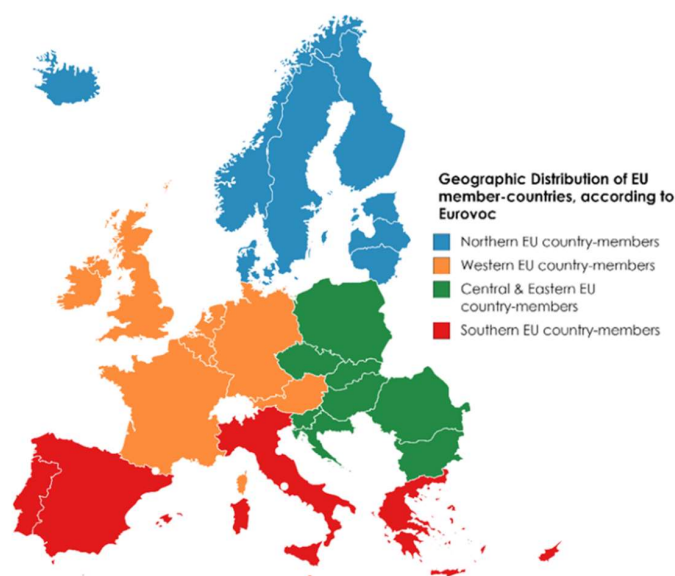 Geographic Distribution of EU
member-countries, according to
Eurovoc
Northern EU country-members
Western EU country-members
Central & Eastern EU
country-members
Southern EU country-members